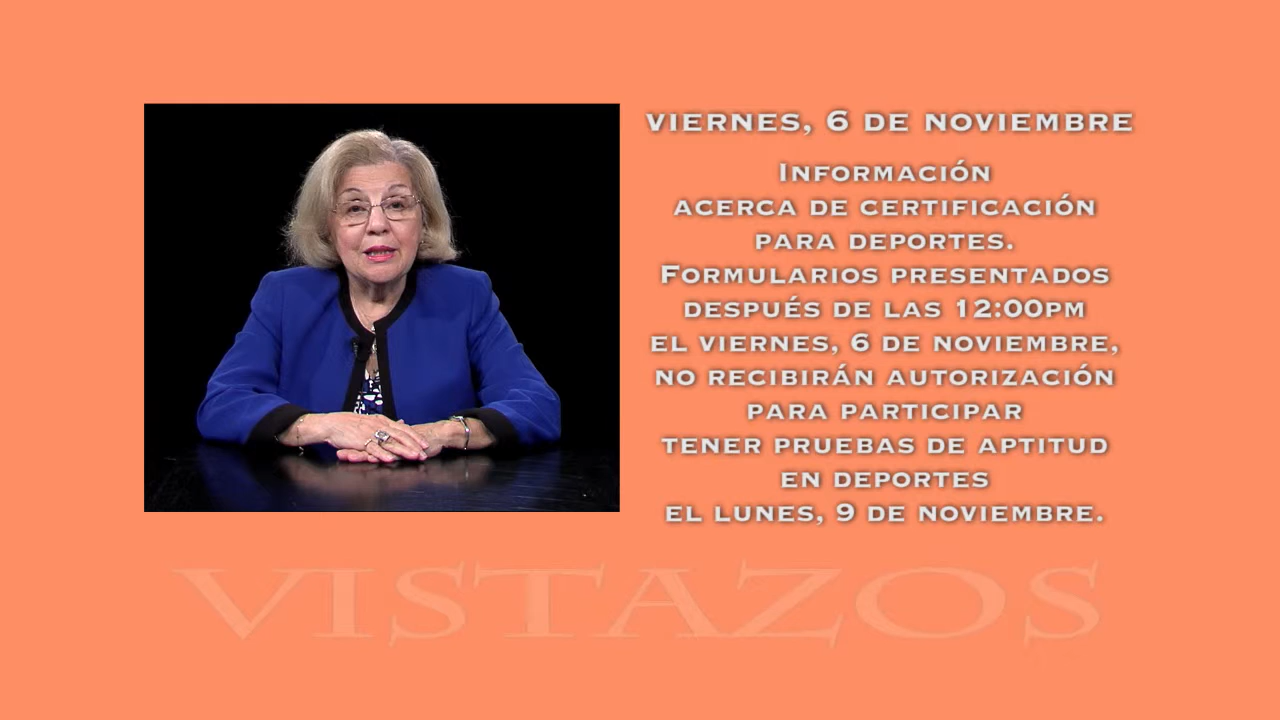 VIERNES, 6 DE NOVIEMBRE
INFORMACIÓN
ACERCA DE CERTIFICACIÓN
PARA DEPORTES.
FORMULARIOS PRESENTADOS
DESPUÉS DE LAS 12:00PM
EL VIERNES, 6 DE NOVIEMBRE,
NO RECIBIRÁN AUTORIZACIÓN
PARA PARTICIPAR
TENER PRUEBAS DE APTITUD
EN DEPORTES
EL LUNES, 9 DE NOVIEMBRE.
VISTAZOS